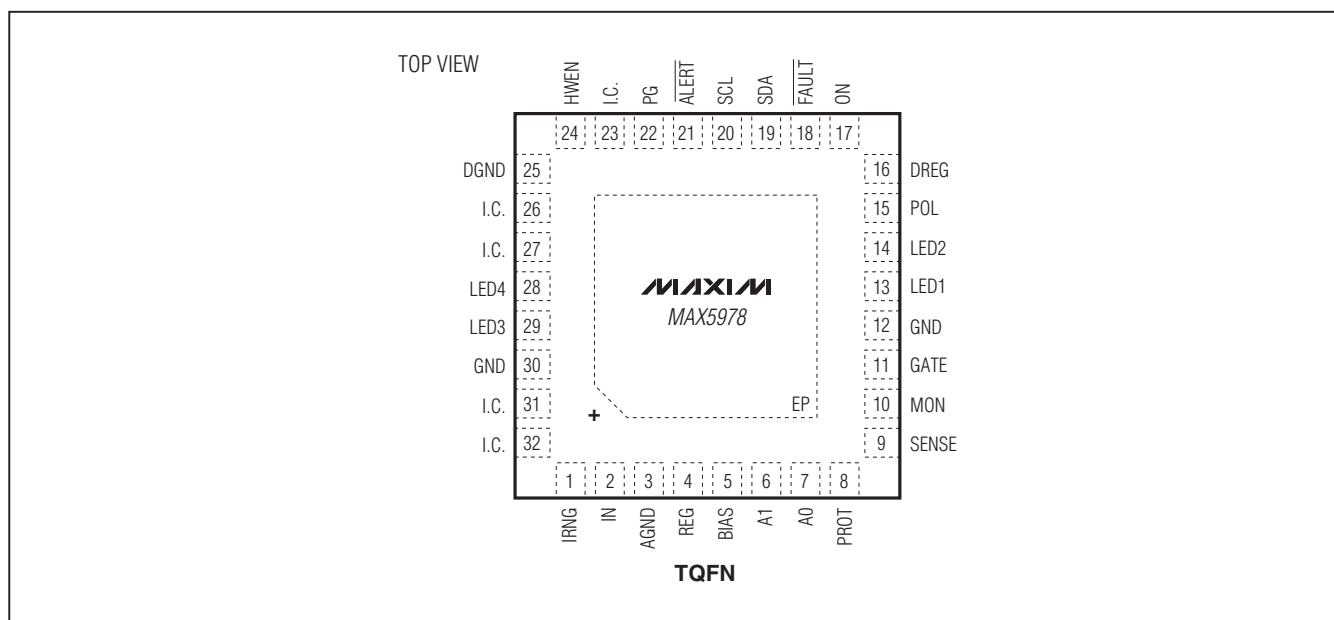 TOP VIEW
HWEN
I.C.
PG
ALERT
SCL
SDA
FAULT
ON
24 23 22 21 20 19 18 17
DGND 25
I.C. 26
I.C. 27
LED4 28
LED3 29
GND 30
I.C. 31
I.C. 32
16 DREG
15 POL
14 LED2
13 LED1
12 GND
11 GATE
10 MON
9 SENSE
MAXIM
MAX5978
EP
+
1 2 3 4 5 6 7 8
IRNG
IN
AGND
REG
BIAS
A1
A0
PROT
TQFN